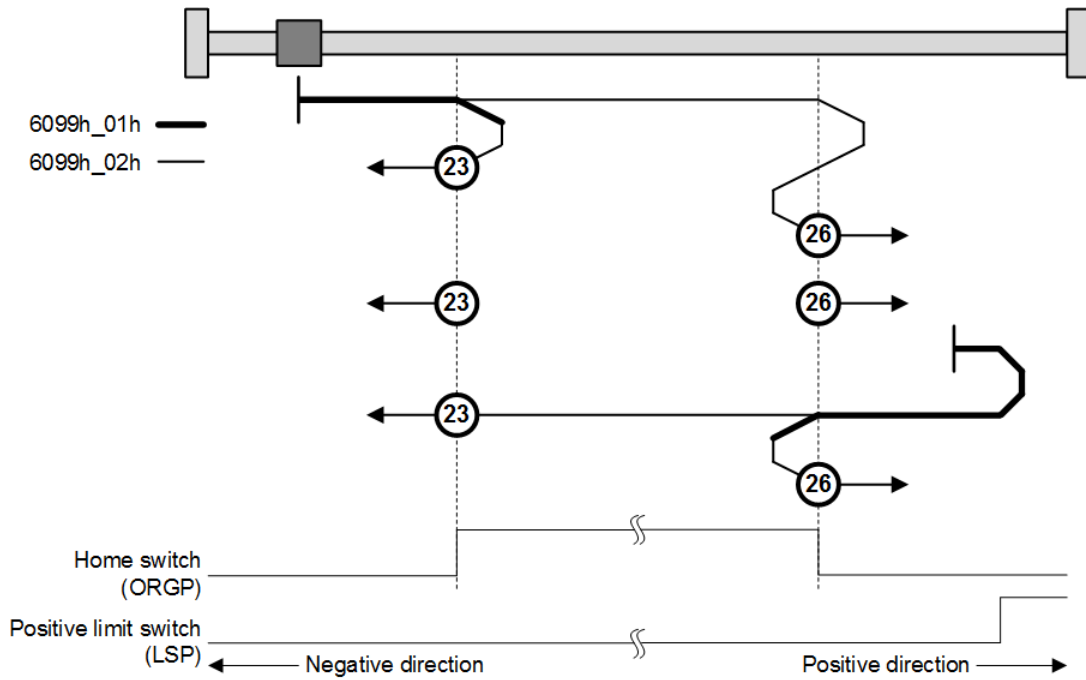 6099h_01h
6099h_02h
23
26
23
26
23
26
Home switch
(ORGP)
Positive limit switch
(LSP)
Negative direction
Positive direction